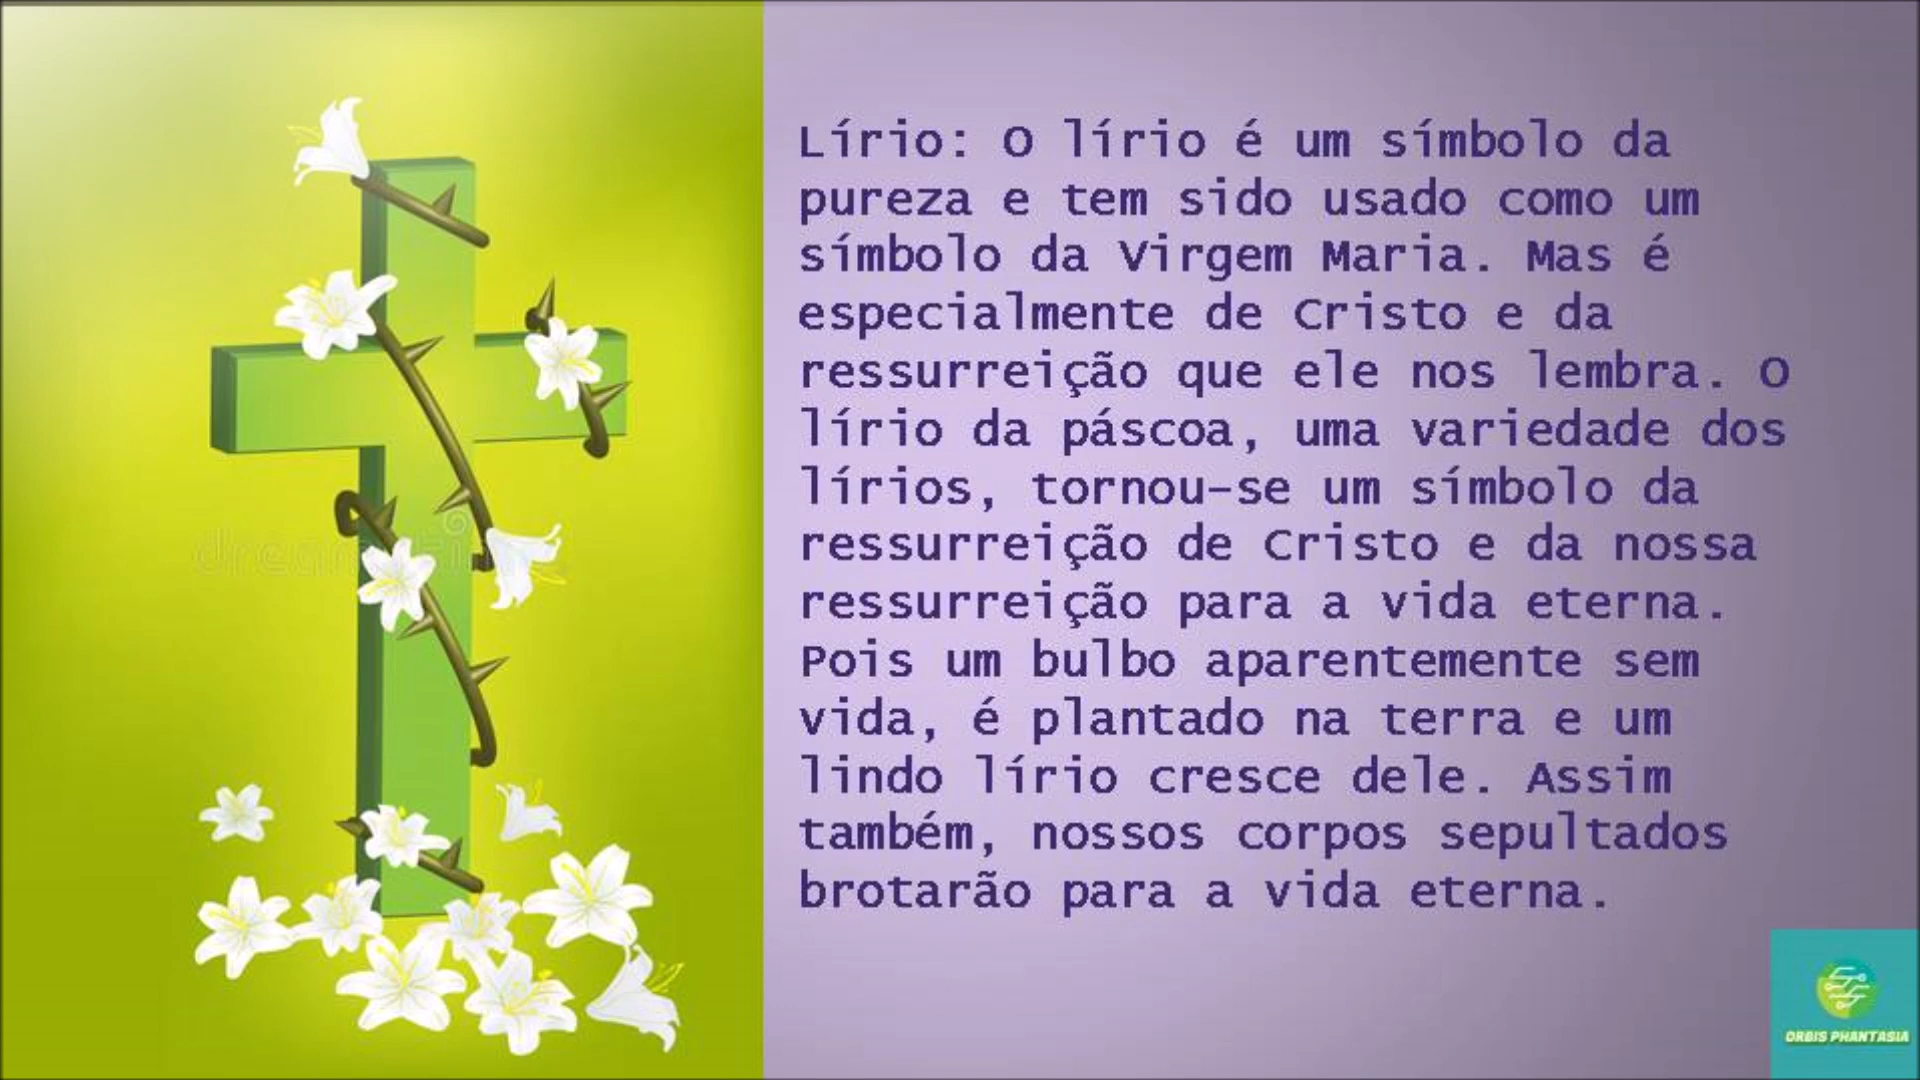 Lírio: O lírio é um símbolo da
pureza e tem sido usado como um
símbolo da Virgem Maria. Mas é
especialmente de Cristo e da
ressurreição que ele nos lembra. O
lírio da páscoa, uma variedade dos
lírios, tornou-se um símbolo da
ressurreição de Cristo e da nossa
ressurreição para a vida eterna.
Pois um bulbo aparentemente sem
vida, é plantado na terra e um
lindo lírio cresce dele. Assim
também, nossos corpos sepultados
brotarão para a vida eterna.
ORBIS PHANTASIA